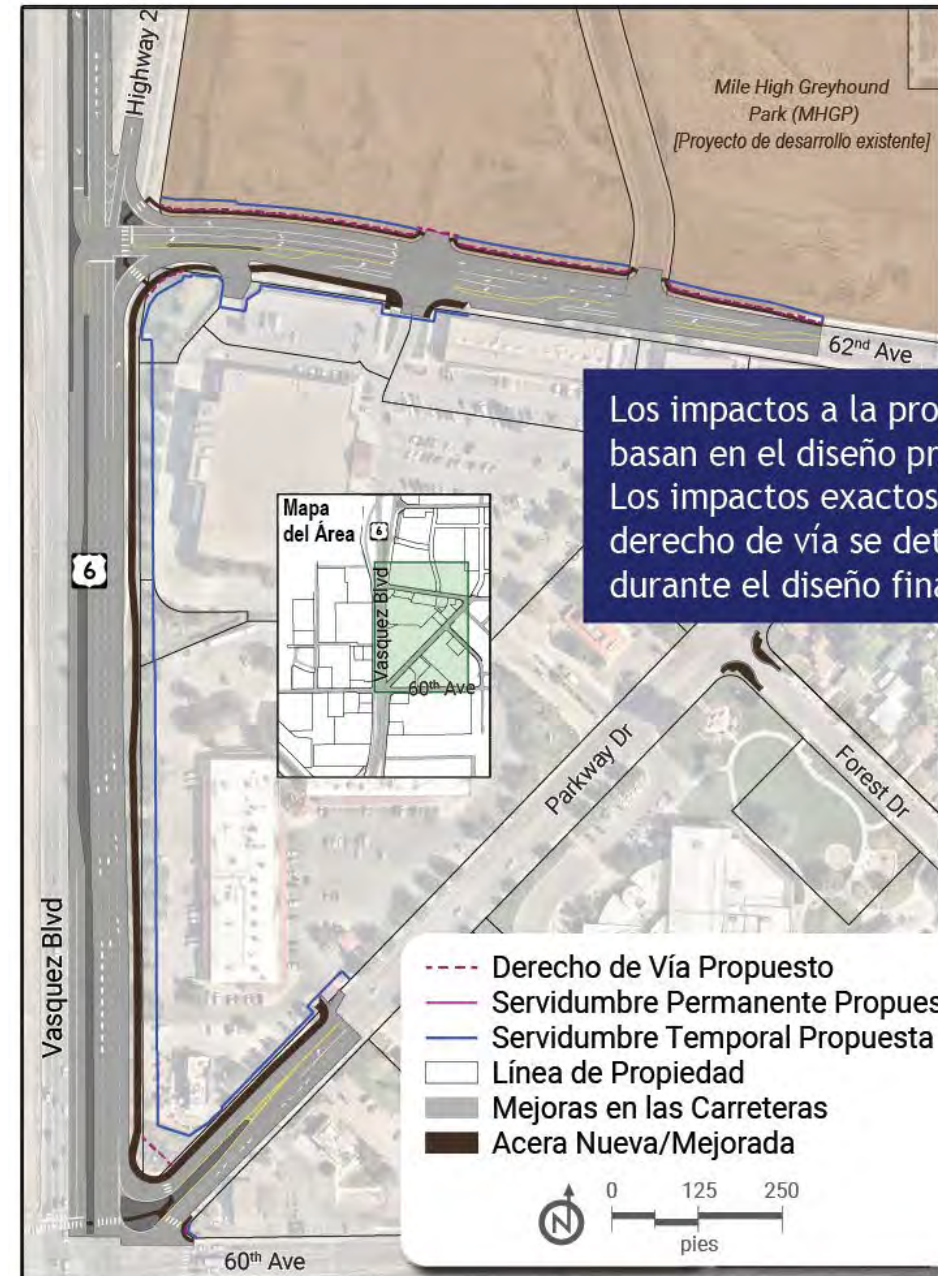 Highway 2
Mile High Greyhound
Park (MHGP)
[Proyecto de desarrollo existente]
62nd Ave
Los impactos a la pro
basan en el diseño pr
Los impactos exactos
derecho de vía se det
durante el diseño fina
Mapa
del Área
6
Vasquez Blvd
60th Ave
6
Parkway Dr
Forest Dr
Vasquez Blvd
Derecho de Vía Propuesto
Servidumbre Permanente Propues
Servidumbre Temporal Propuesta
Línea de Propiedad
Mejoras en las Carreteras
Acera Nueva/Mejorada
N
0 125 250
pies
60th Ave